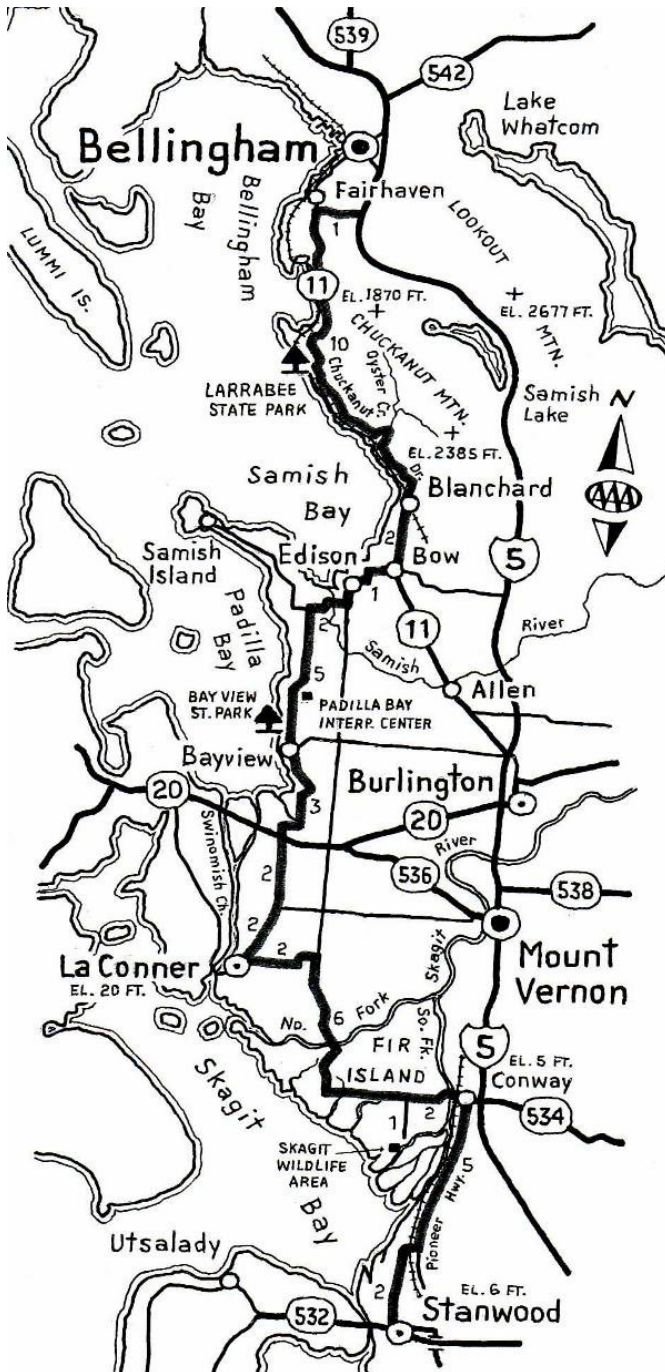 539
542
Lake
Whatcom
Bellingham
Bellingham
Bay
Fairhaven
1
LOOKOUT
MTN.
LUMMI IS.
11
EL. 1870 FT.
EL. 2677 FT.
CHUCKANUT MTN.
10
Chuckanut
Dr.
Oyster Cr.
LARRABEE
STATE PARK
Samish
Lake
N
AAA
EL. 2385 FT.
Samish
Bay
Blanchard
2
Samish
Island
Edison
Bow
1
5
2
11
River
Samish
Padilla
Bay
5
Allen
BAY VIEW
ST. PARK
PADILLA BAY
INTERP. CENTER
Bayview
Burlington
20
3
20
River
Swinomish Ch.
536
538
2
2
2
La Conner
EL. 20 FT.
Skagit
Mount
Vernon
No.
Fork
6
So. Fk.
FIR
ISLAND
5
EL. 5 FT.
Conway
534
Skagit
Bay
1
2
SKAGIT
WILDLIFE
AREA
5
Pioneer Hwy.
Utsalady
EL. 6 FT.
2
532
Stanwood